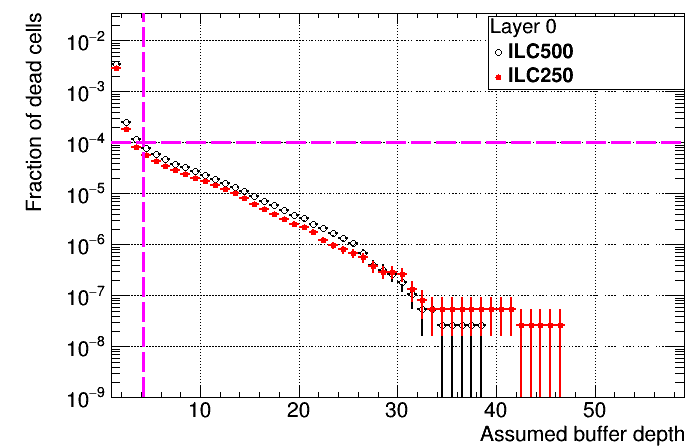 Layer 0
ILC500
ILC250
Fraction of dead cells
10⁻²
10⁻³
10⁻⁴
10⁻⁵
10⁻⁶
10⁻⁷
10⁻⁸
10⁻⁹
10 20 30 40 50
Assumed buffer depth